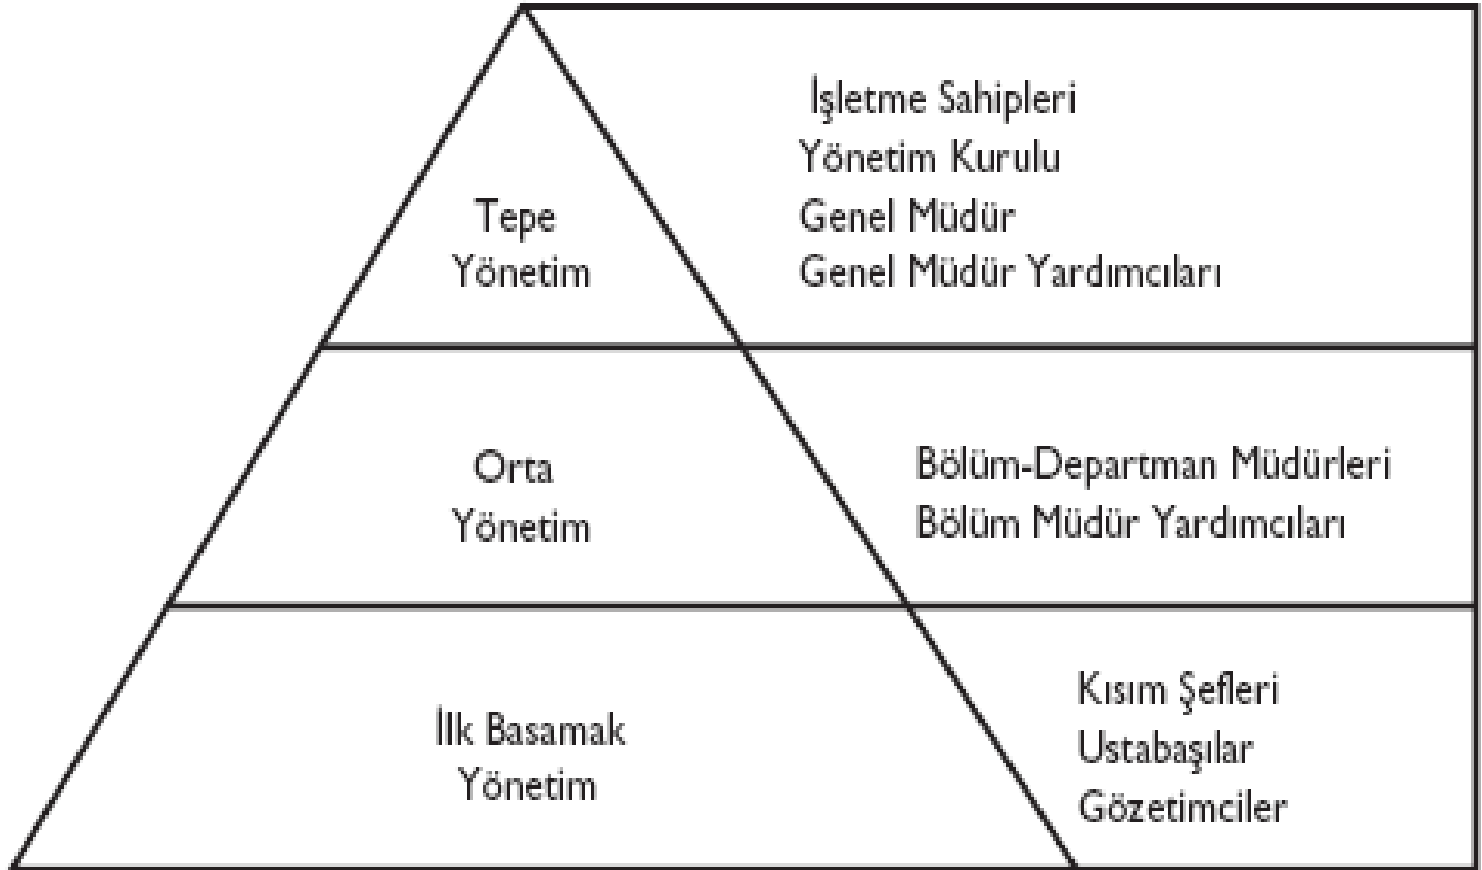 Tepe
Yönetim
İşletme Sahipleri
Yönetim Kurulu
Genel Müdür
Genel Müdür Yardımcıları
Orta
Yönetim
Bölüm-Departman Müdürleri
Bölüm Müdür Yardımcıları
İlk Basamak
Yönetim
Kısım Şefleri
Ustabaşılar
Gözetimciler